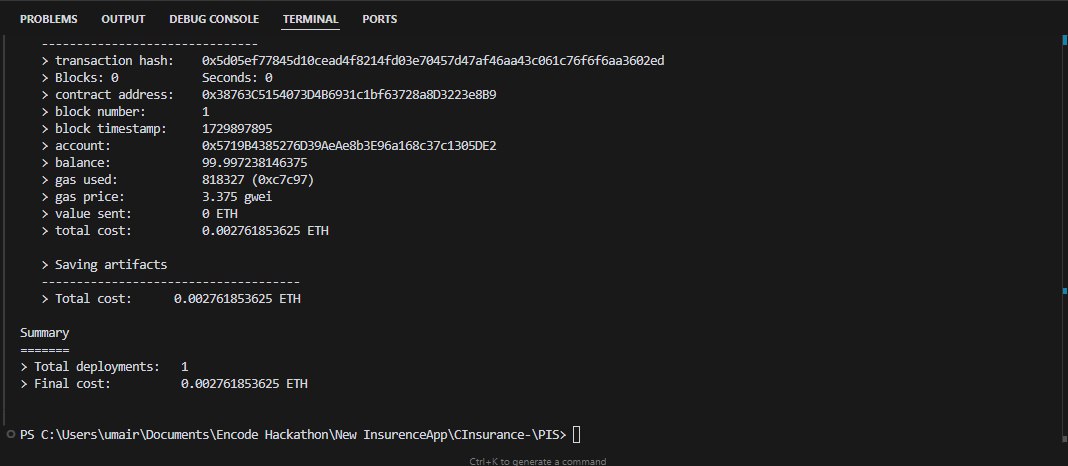 PROBLEMS OUTPUT DEBUG CONSOLE TERMINAL PORTS
-------------------------------
> transaction hash: 0x5d05ef77845d10cead4f8214fd03e70457d47af46aa43c061c76f6f6aa3602ed
> Blocks: 0 Seconds: 0
> contract address: 0x38763C5154073D4B6931c1bf63728a8D3223e8B9
> block number: 1
> block timestamp: 1729897895
> account: 0x5719B4385276D39AeAe8b3E96a168c37c1305DE2
> balance: 99.997238146375
> gas used: 818327 (0xc7c97)
> gas price: 3.375 gwei
> value sent: 0 ETH
> total cost: 0.002761853625 ETH
> Saving artifacts
-------------------------------------
> Total cost: 0.002761853625 ETH
Summary
=======
> Total deployments: 1
> Final cost: 0.002761853625 ETH
PS C:\Users\umair\Documents\Encode Hackathon\New InsurenceApp\CInsurance-\PIS>
Ctrl+K to generate a command